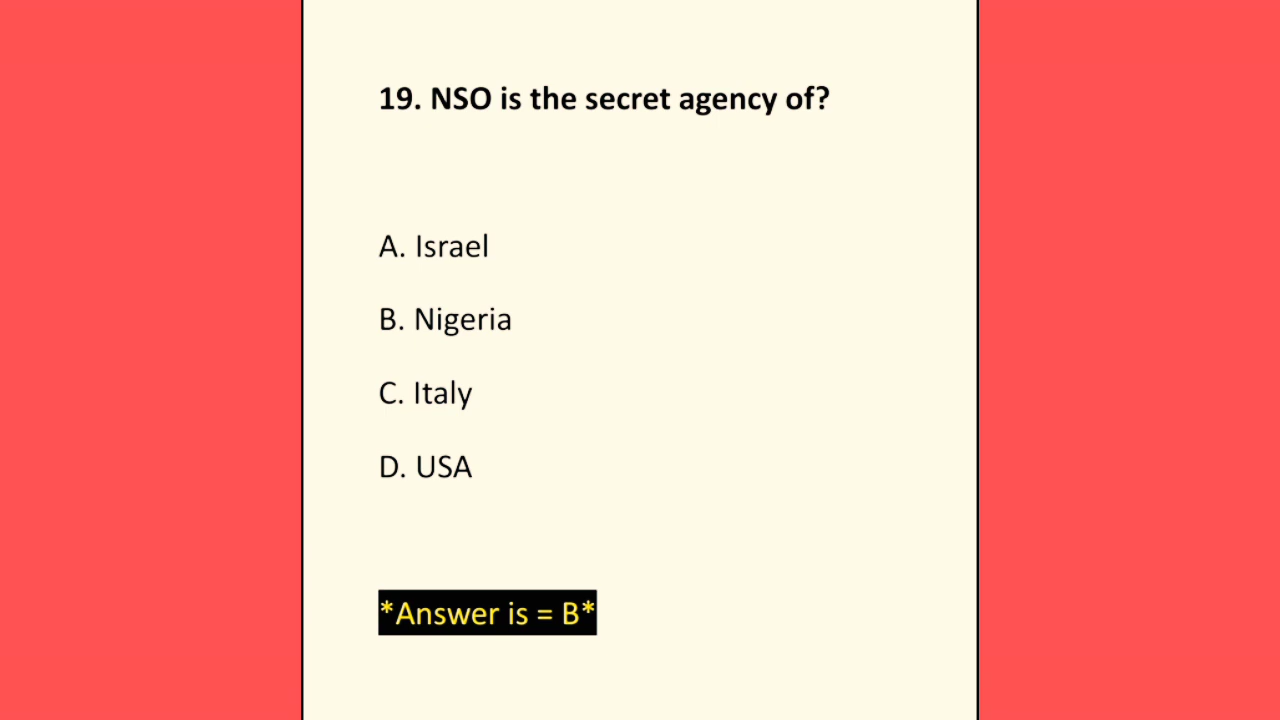 19. NSO is the secret agency of?
A. Israel
B. Nigeria
C. Italy
D. USA
*Answer is = B*